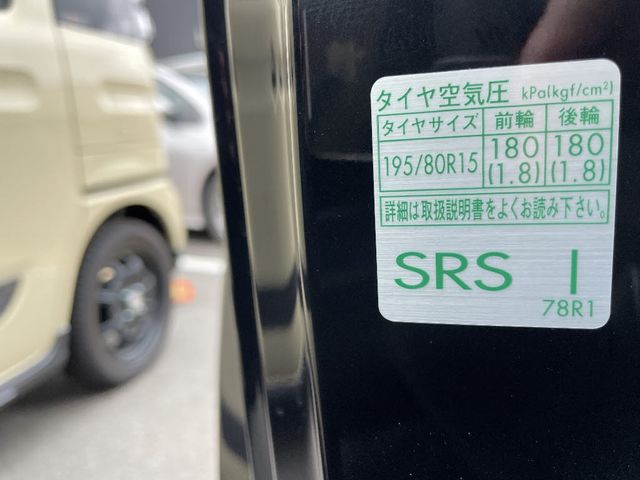 タイヤ空気圧 kPa(kgf/cm²)
タイヤサイズ 前輪 後輪
195/80R15 180 (1.8) 180 (1.8)
詳細は取扱説明書をよくお読み下さい。
SRS I
78R1